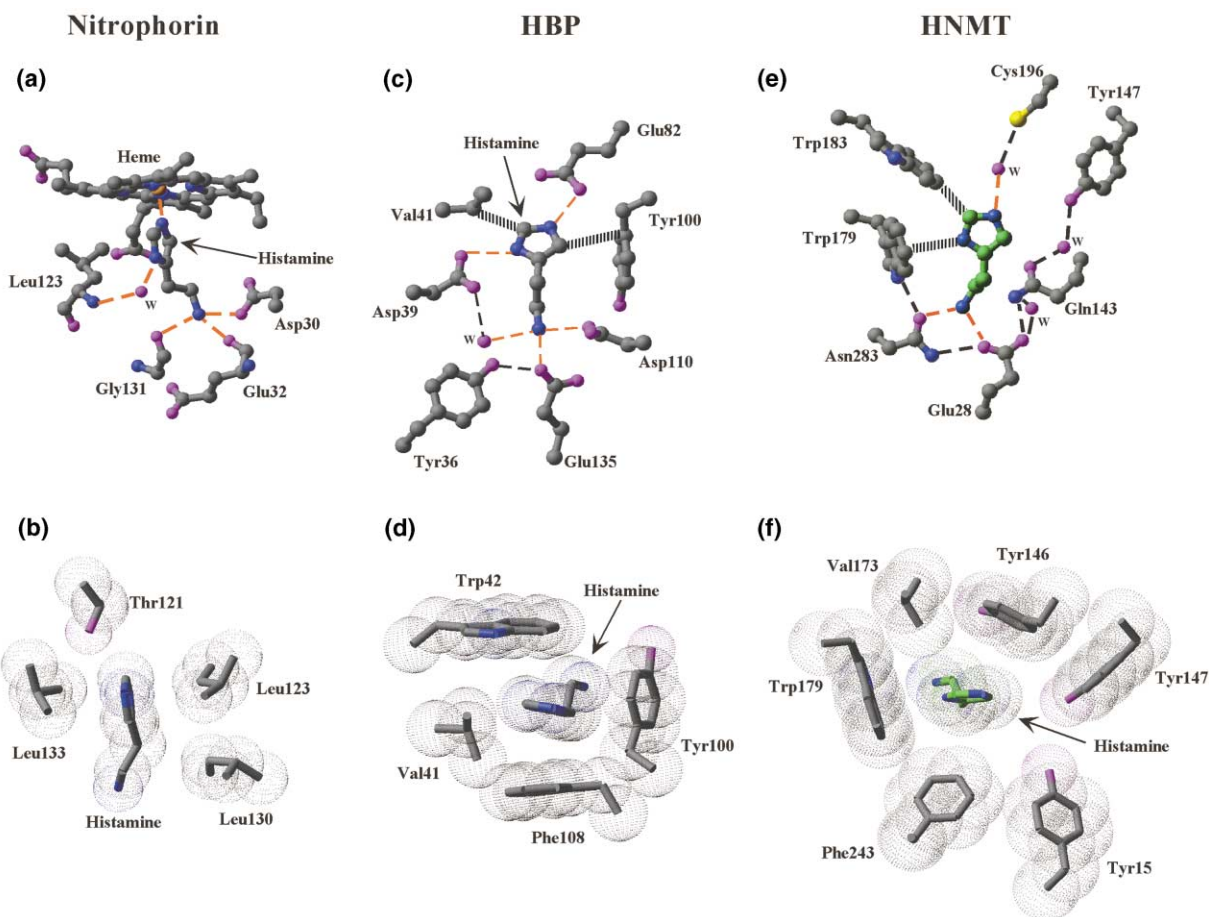 Nitrophorin
HBP
HNMT
(a)
Heme
Histamine
Leu123
w
Asp30
Gly131
Glu32
(c)
Histamine
Glu82
Val41
Tyr100
Asp39
w
Asp110
Tyr36
Glu135
(e)
Cys196
Tyr147
Trp183
w
Trp179
w
Gln143
w
Asn283
Glu28
(b)
Thr121
Leu123
Leu133
Histamine
Leu130
(d)
Trp42
Histamine
Val41
Tyr100
Phe108
(f)
Val173
Tyr146
Trp179
Tyr147
Histamine
Phe243
Tyr15